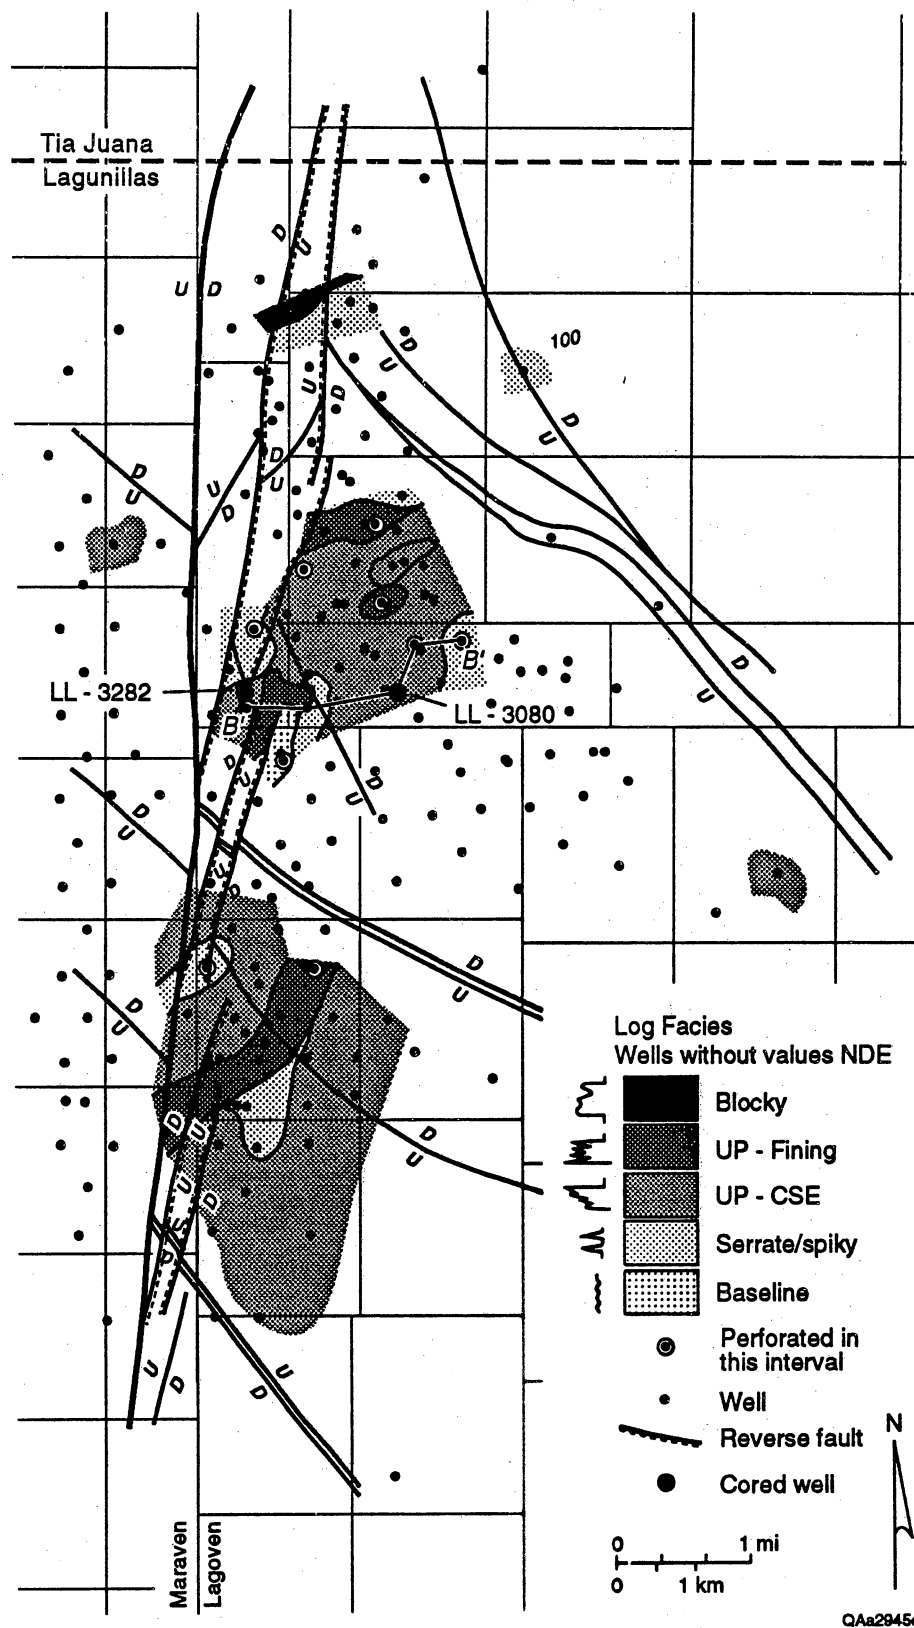 Tia Juana
Lagunillas
D
U
U D
100
D
U
D
U
U
D
D
U
D
U
D
U
U
D
B'
LL - 3282
LL - 3080
B
D
U
D
U
D
U
U
D
D
U
D
U
D
U
D
U
D
U
U
D
U
D
U
D
U
D
Log Facies
Wells without values NDE
Blocky
UP - Fining
UP - CSE
Serrate/spiky
Baseline
Perforated in
this interval
Well
Reverse fault
Cored well
N
0 1 mi
0 1 km
Maraven
Lagoven